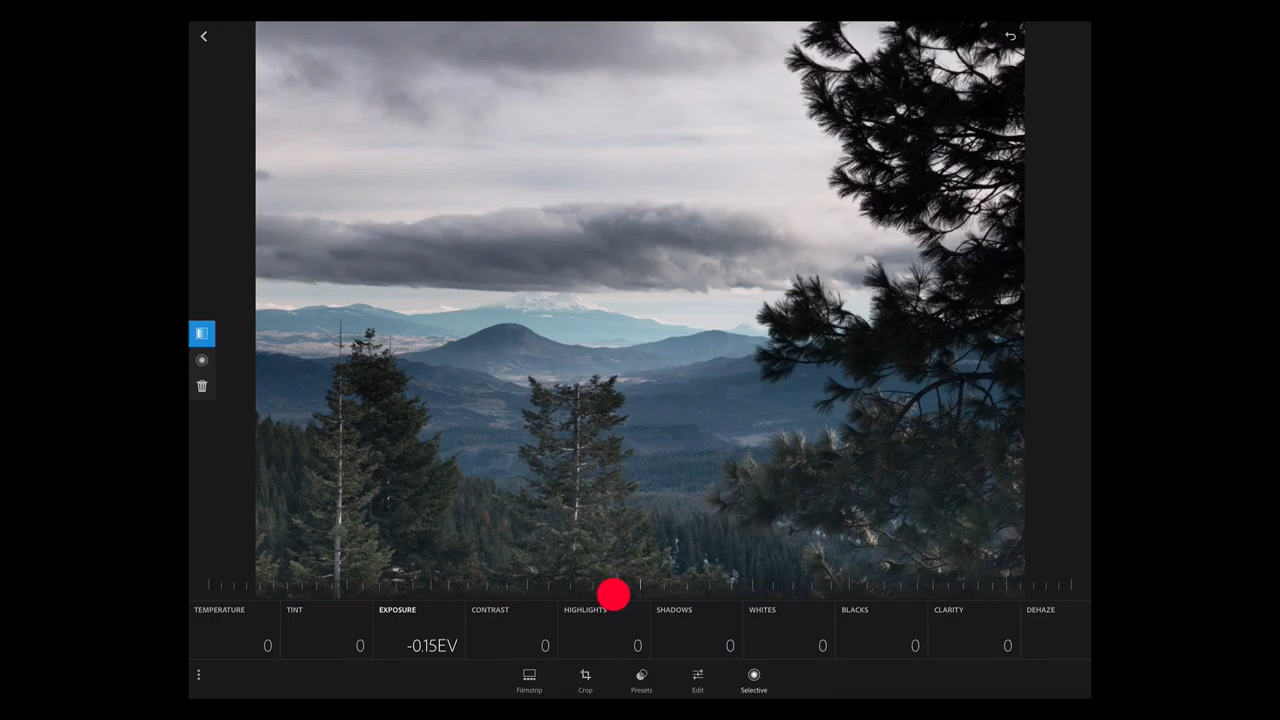 TEMPERATURE TINT EXPOSURE CONTRAST HIGHLIGHTS SHADOWS WHITES BLACKS CLARITY DEHAZE
0 0 -0.15EV 0 0 0 0 0 0
Filmstrip Crop Presets Edit Selective